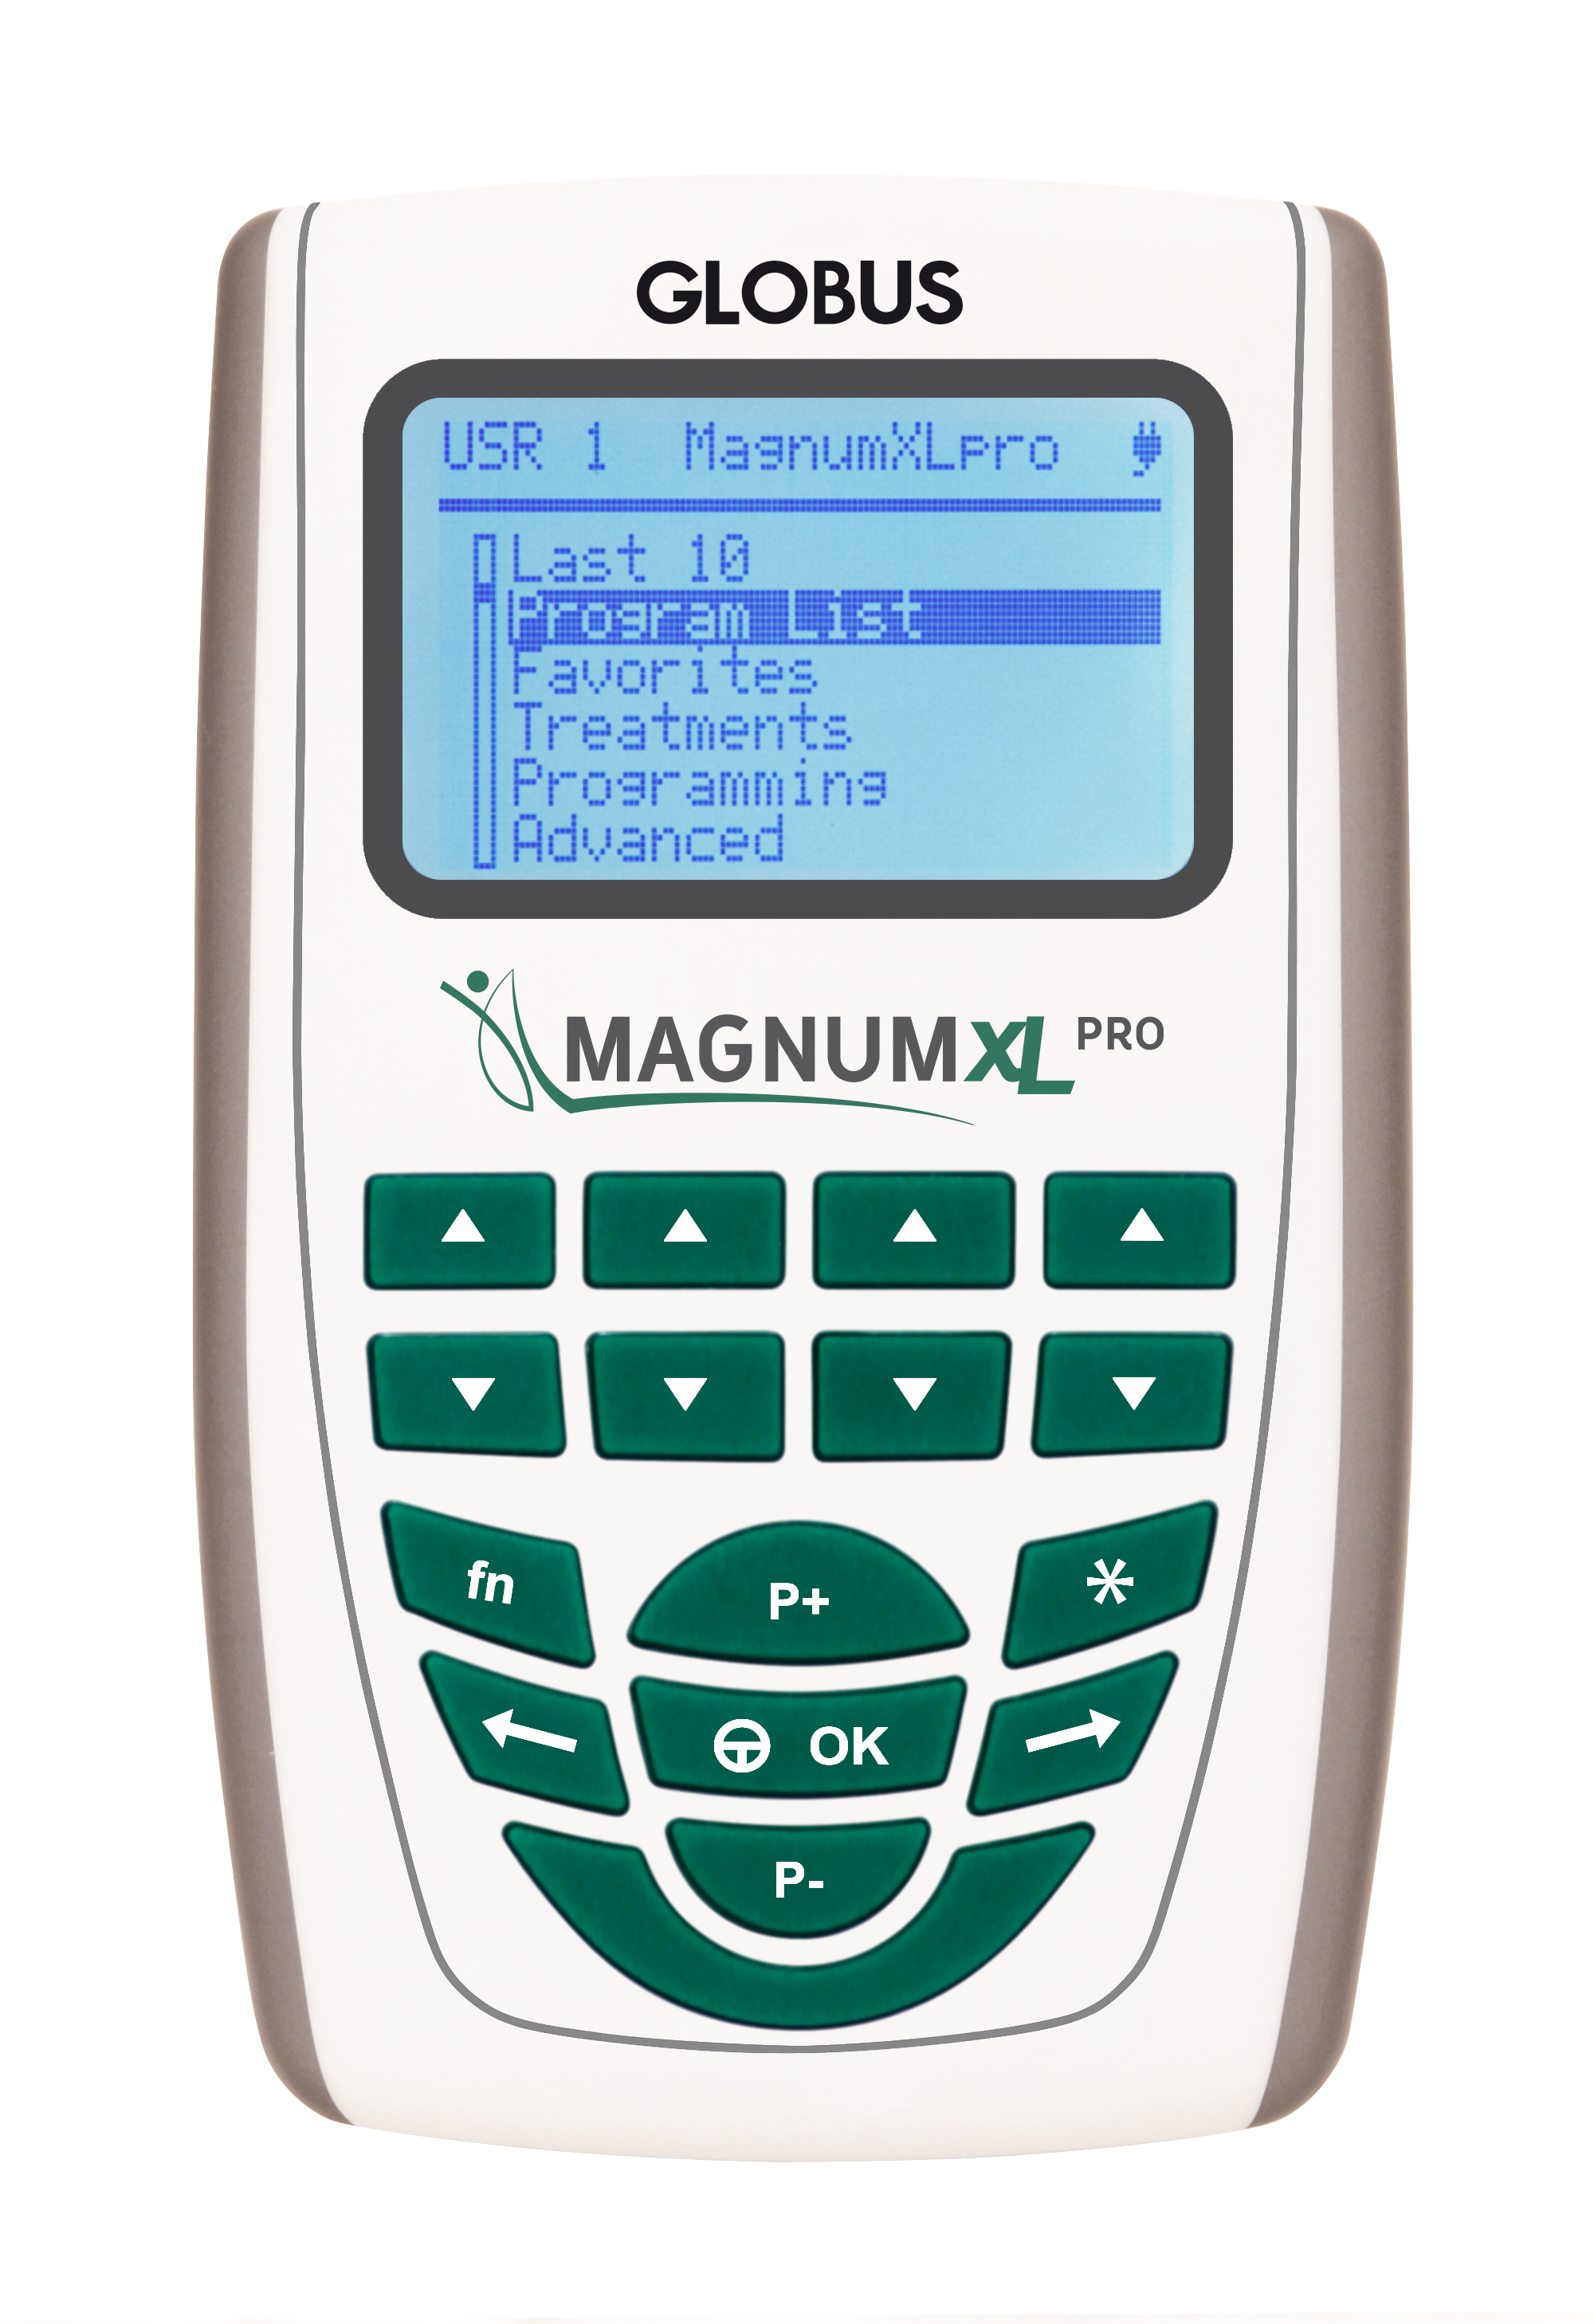 GLOBUS
USR 1 MagnumXLpro
Last 10
Program List
Favorites
Treatments
Programming
Advanced
MAGNUM XL PRO
fn P+ *
OK
P-